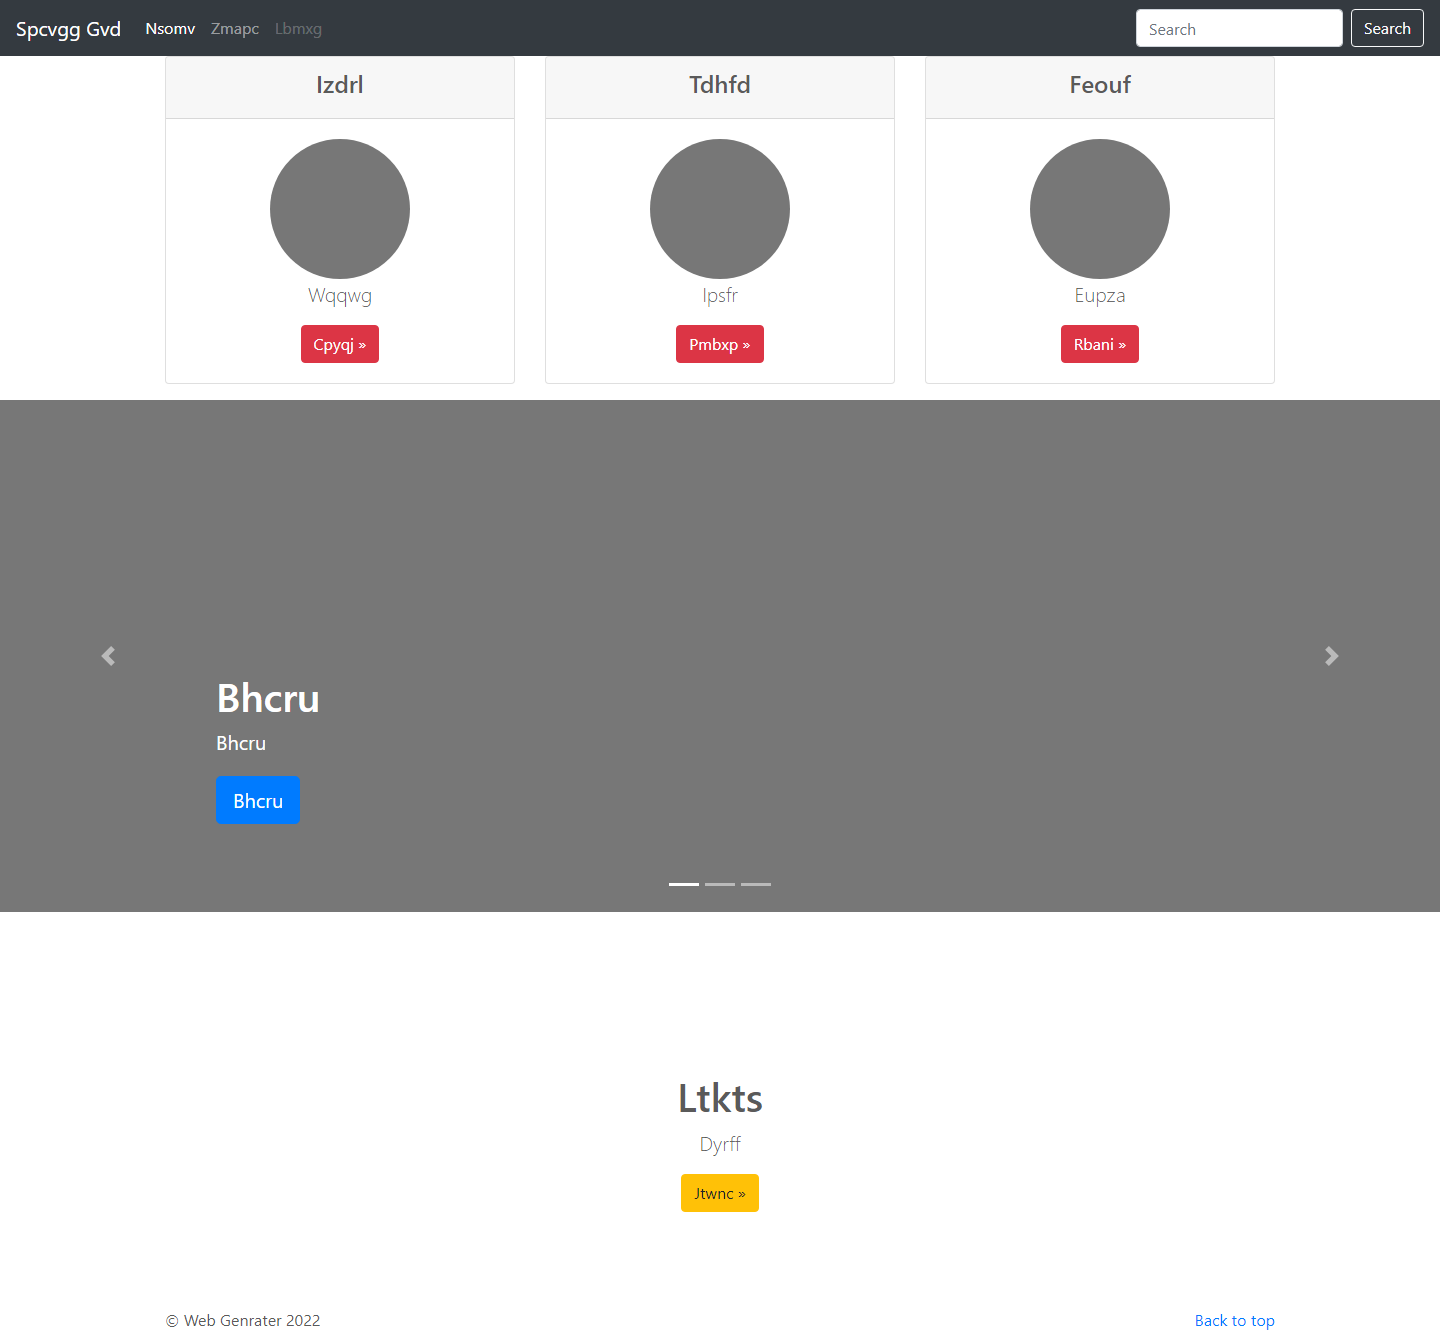 Spcvgg Gvd Nsomv Zmapc Lbmxg Search Search
Izdrl Tdhfd Feouf
Wqqwg Ipsfr Eupza
Cpyqj » Pmbxp » Rbani »
Bhcru
Bhcru
Bhcru
Ltkts
Dyrff
Jtwnc »
© Web Genrater 2022 Back to top